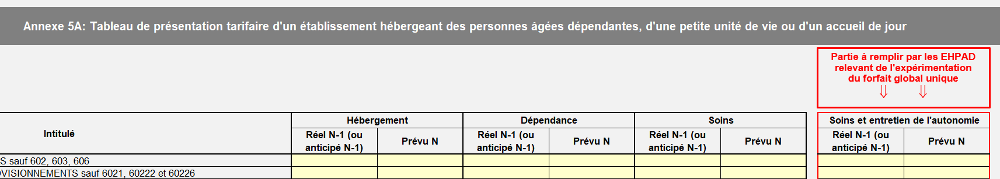 Annexe 5A: Tableau de présentation tarifaire d'un établissement hébergeant des personnes âgées dépendantes, d'une petite unité de vie ou d'un accueil de jour
Partie à remplir par les EHPAD
relevant de l'expérimentation
du forfait global unique
Intitulé
Hébergement
Dépendance
Soins
Soins et entretien de l'autonomie
Réel N-1 (ou
anticipé N-1)
Prévu N
Réel N-1 (ou
anticipé N-1)
Prévu N
Réel N-1 (ou
anticipé N-1)
Prévu N
Réel N-1 (ou
anticipé N-1)
Prévu N
S sauf 602, 603, 606
OVISIONNEMENTS sauf 6021, 60222 et 60226